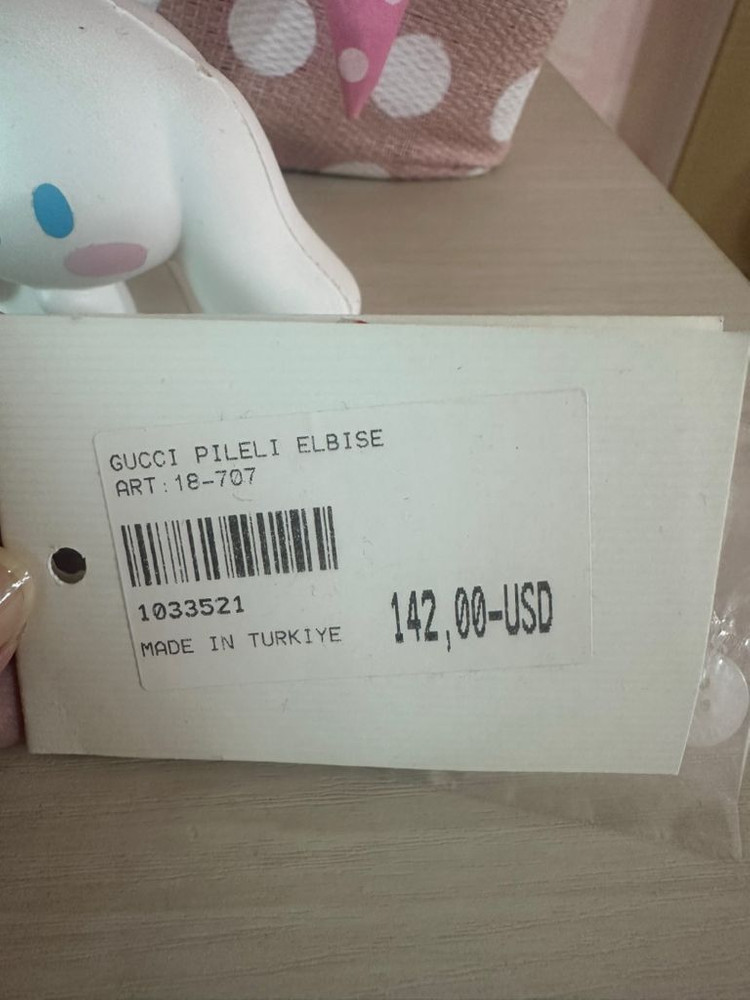 GUCCI PILELI ELBISE
ART:18-707
1033521
142,00-USD
MADE IN TURKIYE